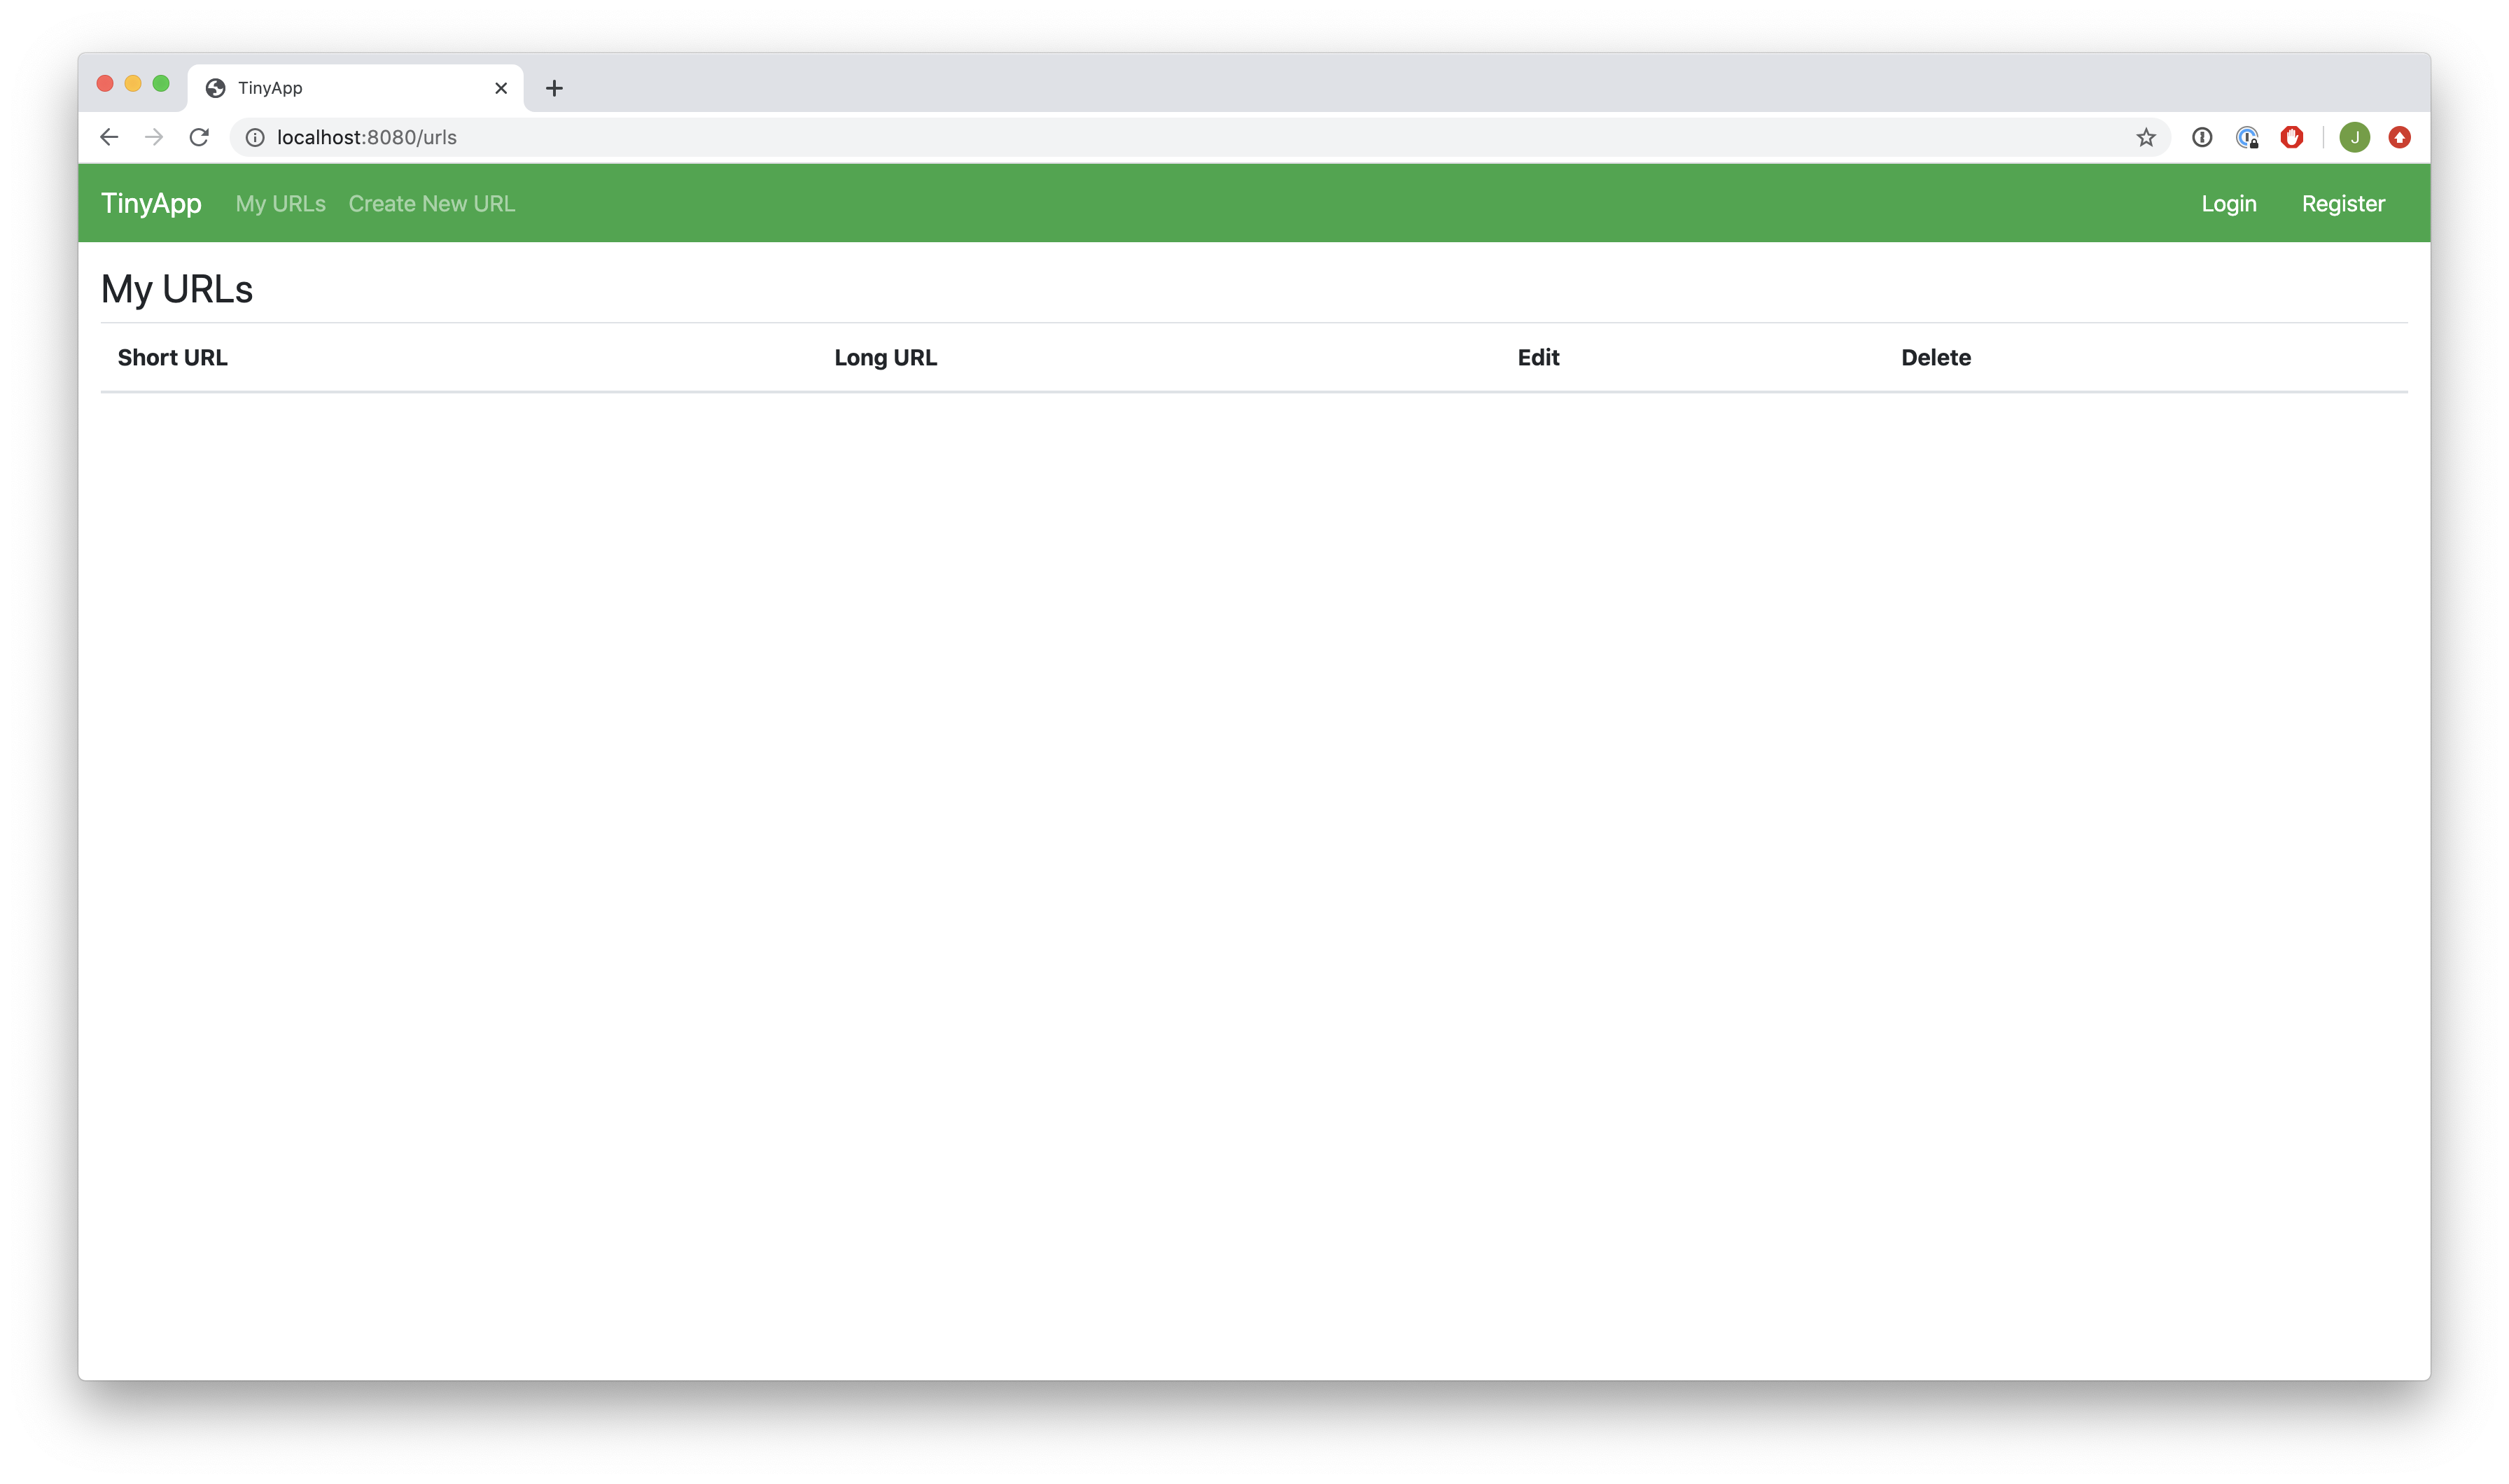 TinyApp
localhost:8080/urls
J
TinyApp My URLs Create New URL Login Register
My URLs
Short URL Long URL Edit Delete